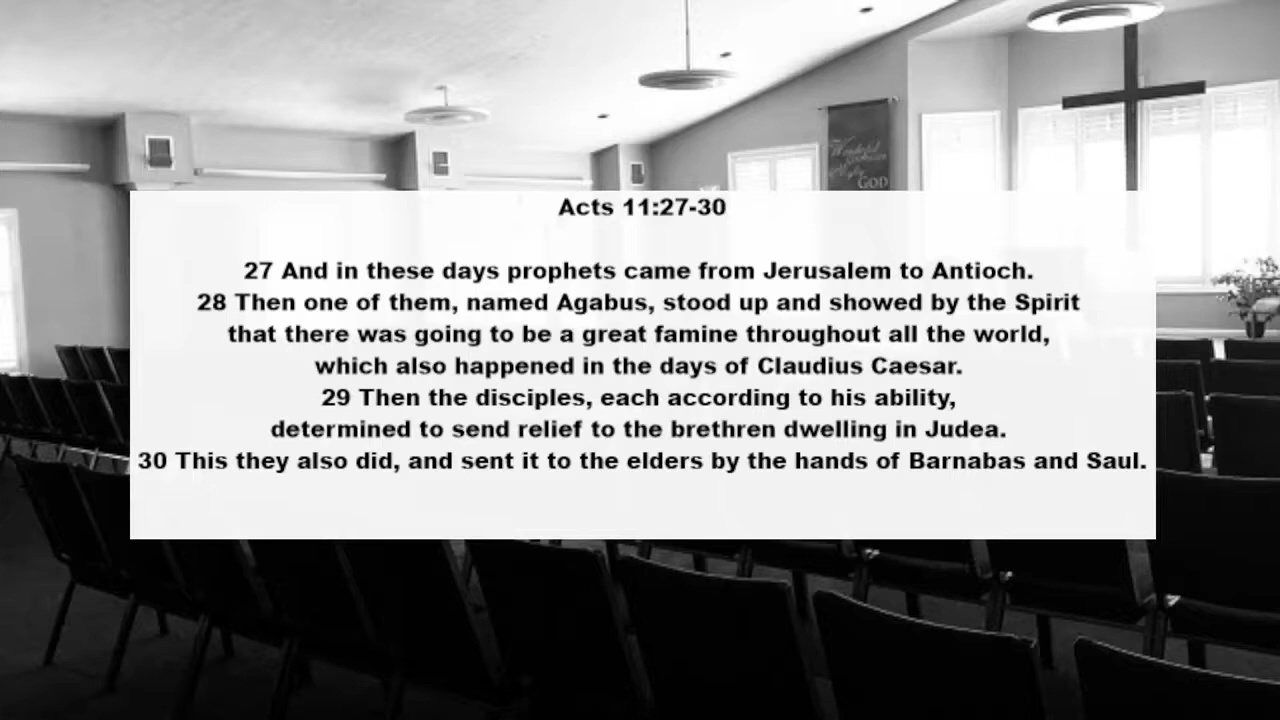 Wonderful
GOD
Acts 11:27-30
27 And in these days prophets came from Jerusalem to Antioch.
28 Then one of them, named Agabus, stood up and showed by the Spirit
that there was going to be a great famine throughout all the world,
which also happened in the days of Claudius Caesar.
29 Then the disciples, each according to his ability,
determined to send relief to the brethren dwelling in Judea.
30 This they also did, and sent it to the elders by the hands of Barnabas and Saul.